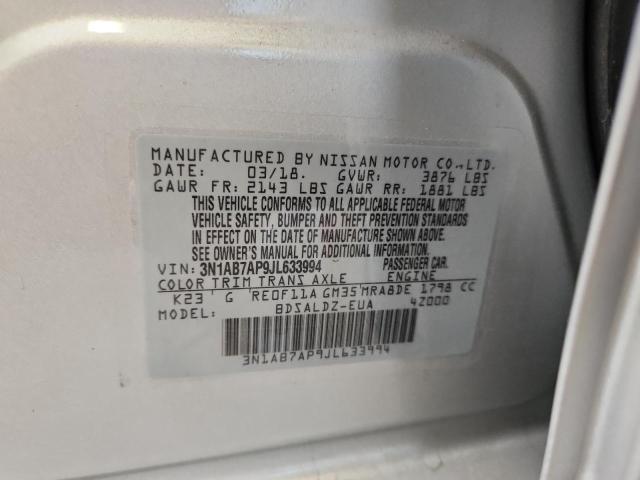 MANUFACTURED BY NISSAN MOTOR CO.,LTD.
DATE: 03/18. GVWR: 3876 LBS
GAWR FR: 2143 LBS GAWR RR: 1881 LBS
THIS VEHICLE CONFORMS TO ALL APPLICABLE FEDERAL MOTOR
VEHICLE SAFETY, BUMPER AND THEFT PREVENTION STANDARDS
IN EFFECT ON THE DATE OF MANUFACTURE SHOWN ABOVE.
SEE OWNER'S MANUAL FOR ADDITIONAL INFORMATION.
VIN: 3N1AB7AP9JL633994 PASSENGER CAR
COLOR TRIM TRANS AXLE ENGINE
K23 G RE0F11A GM35 MRA8DE 1798 CC
MODEL: BDSALDZ-EUA 4Z000
3N1AB7AP9JL633994